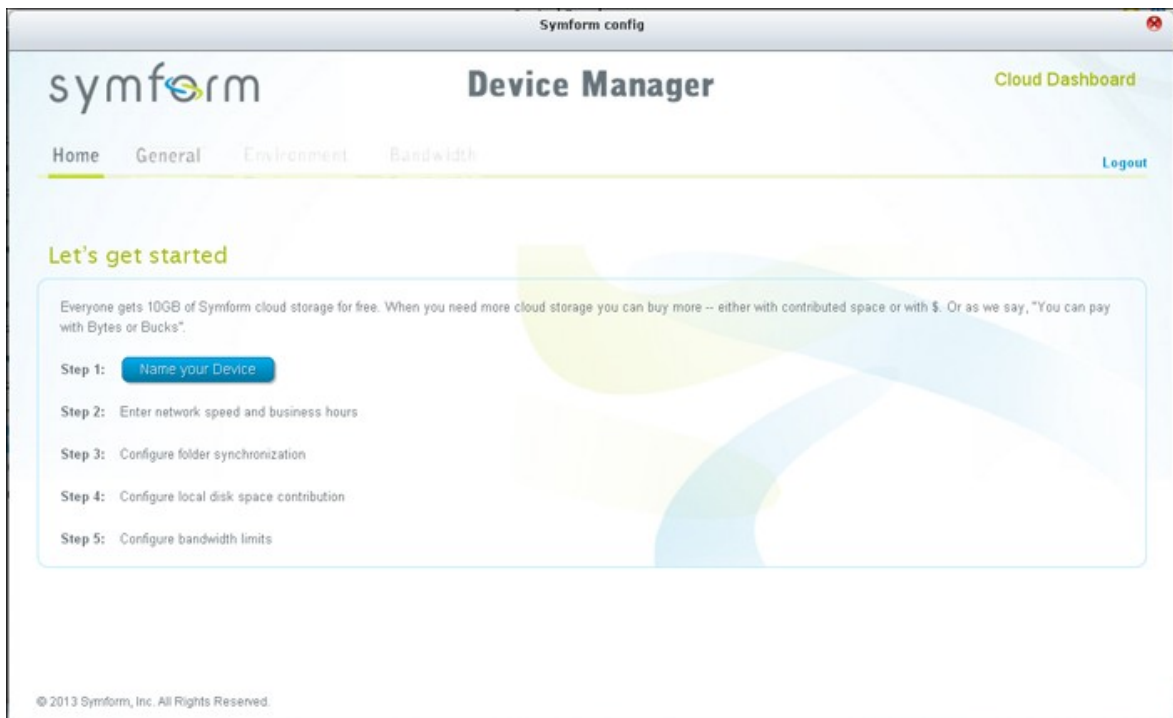 Symform config
symform
Device Manager
Cloud Dashboard
Home General Environment Bandwidth
Logout
Let's get started
Everyone gets 10GB of Symform cloud storage for free. When you need more cloud storage you can buy more -- either with contributed space or with $. Or as we say, "You can pay
with Bytes or Bucks".
Step 1: Name your Device
Step 2: Enter network speed and business hours
Step 3: Configure folder synchronization
Step 4: Configure local disk space contribution
Step 5: Configure bandwidth limits
© 2013 Symform, Inc. All Rights Reserved.